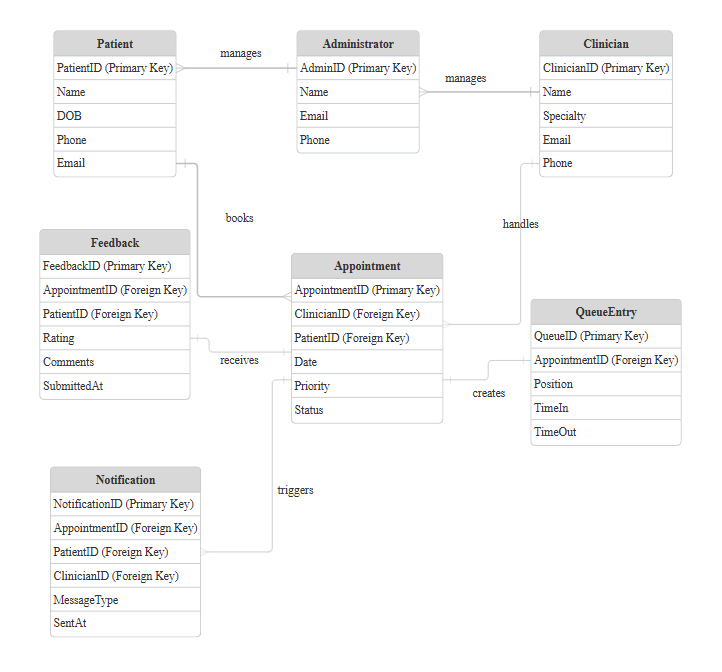 Patient
PatientID (Primary Key)
Name
DOB
Phone
Email
manages
Administrator
AdminID (Primary Key)
Name
Email
Phone
manages
Clinician
ClinicianID (Primary Key)
Name
Specialty
Email
Phone
books
handles
Feedback
FeedbackID (Primary Key)
AppointmentID (Foreign Key)
PatientID (Foreign Key)
Rating
Comments
SubmittedAt
receives
Appointment
AppointmentID (Primary Key)
ClinicianID (Foreign Key)
PatientID (Foreign Key)
Date
Priority
Status
creates
QueueEntry
QueueID (Primary Key)
AppointmentID (Foreign Key)
Position
TimeIn
TimeOut
triggers
Notification
NotificationID (Primary Key)
AppointmentID (Foreign Key)
PatientID (Foreign Key)
ClinicianID (Foreign Key)
MessageType
SentAt